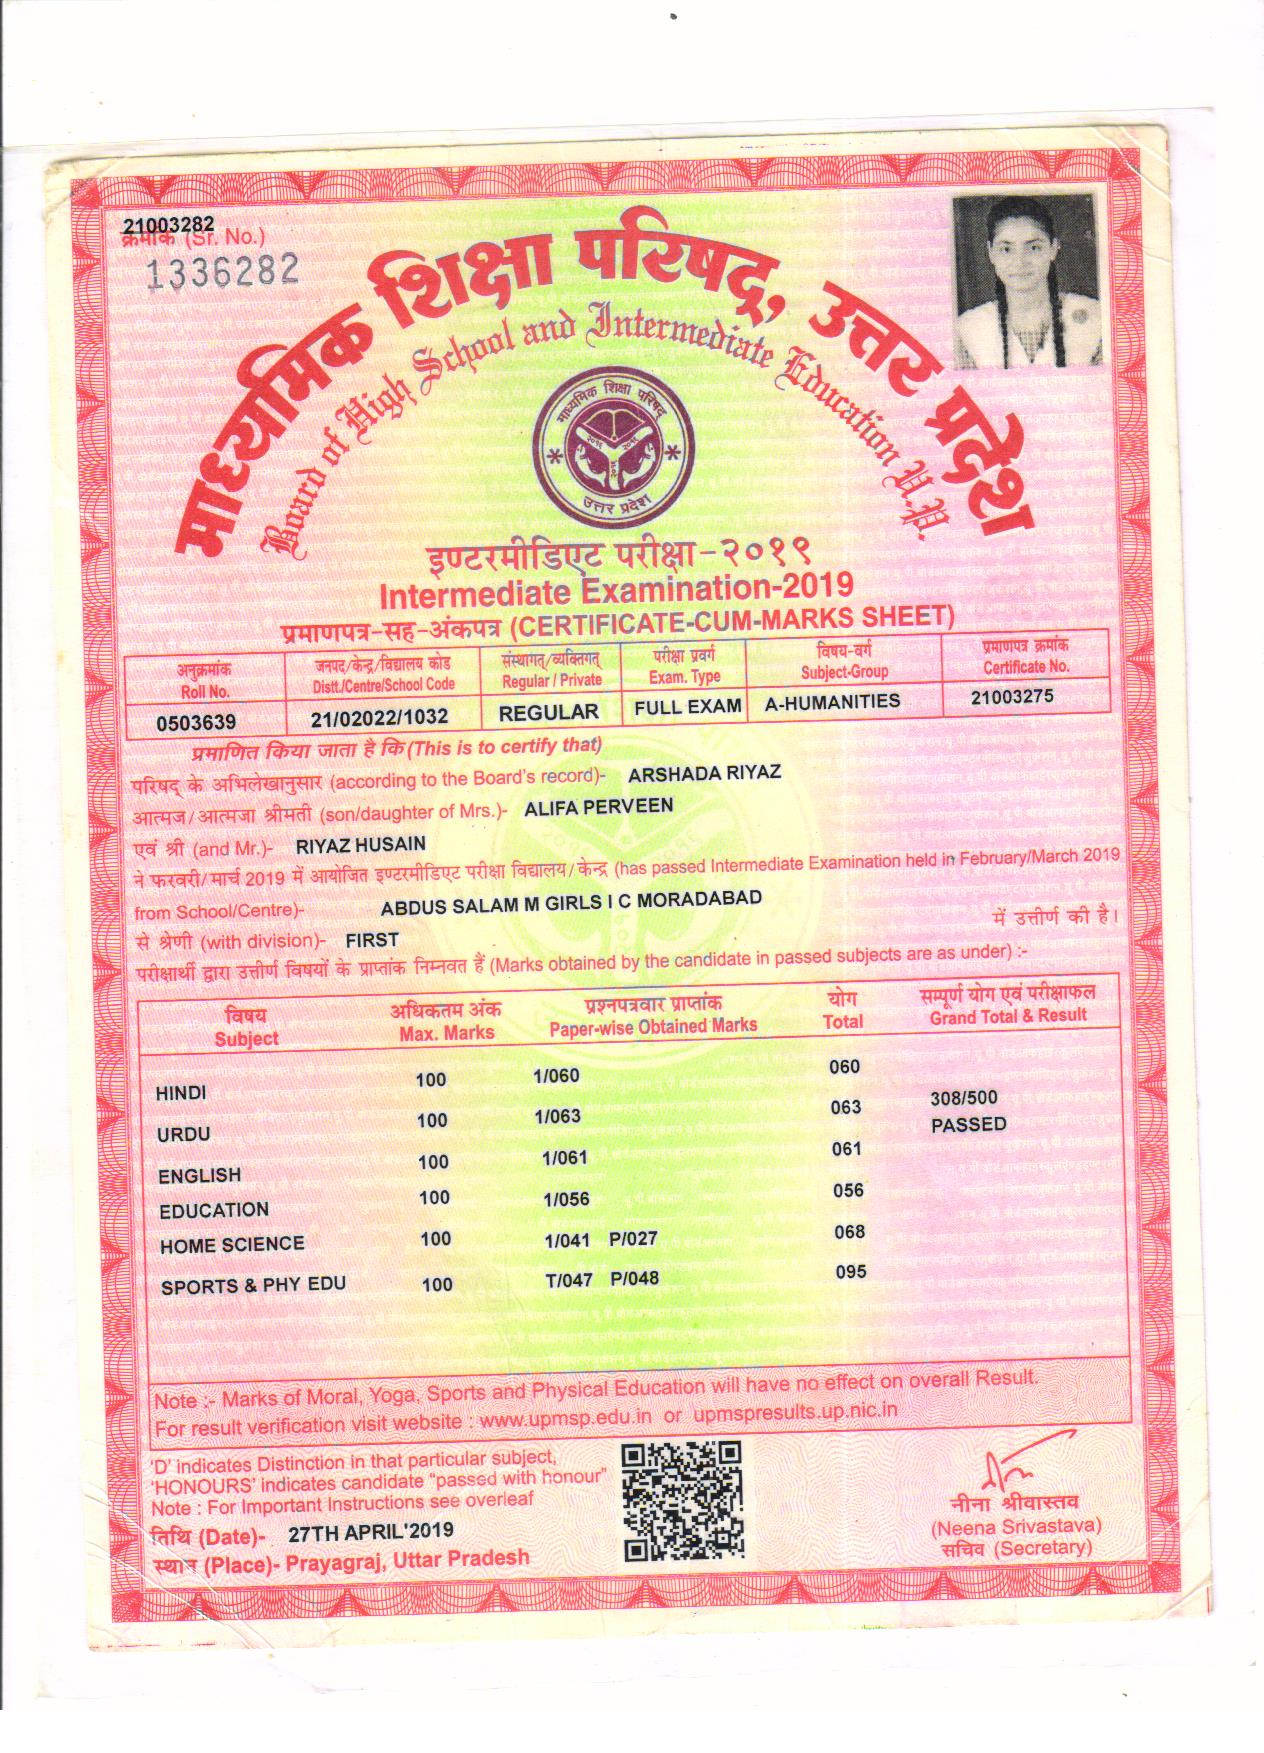 21003282
क्रमांक (Sr. No.)
1336282
माध्यमिक शिक्षा परिषद्, उत्तर प्रदेश
Board of High School and Intermediate Education U.P.
माध्यमिक शिक्षा परिषद
उत्तर प्रदेश
इण्टरमीडिएट परीक्षा-२०१९
Intermediate Examination-2019
प्रमाणपत्र-सह-अंकपत्र (CERTIFICATE-CUM-MARKS SHEET)
अनुक्रमांक जनपद/केन्द्र/विद्यालय कोड संस्थागत्/व्यक्तिगत् परीक्षा प्रवर्ग विषय-वर्ग प्रमाणपत्र क्रमांक
Roll No. Distt./Centre/School Code Regular / Private Exam. Type Subject-Group Certificate No.
0503639 21/02022/1032 REGULAR FULL EXAM A-HUMANITIES 21003275
प्रमाणित किया जाता है कि (This is to certify that)
परिषद् के अभिलेखानुसार (according to the Board's record)- ARSHADA RIYAZ
आत्मज/आत्मजा श्रीमती (son/daughter of Mrs.)- ALIFA PERVEEN
एवं श्री (and Mr.)- RIYAZ HUSAIN
ने फरवरी/मार्च 2019 में आयोजित इण्टरमीडिएट परीक्षा विद्यालय/केन्द्र (has passed Intermediate Examination held in February/March 2019
from School/Centre)- ABDUS SALAM M GIRLS I C MORADABAD में उत्तीर्ण की है।
से श्रेणी (with division)- FIRST
परीक्षार्थी द्वारा उत्तीर्ण विषयों के प्राप्तांक निम्नवत हैं (Marks obtained by the candidate in passed subjects are as under) :-
विषय अधिकतम अंक प्रश्नपत्रवार प्राप्तांक योग सम्पूर्ण योग एवं परीक्षाफल
Subject Max. Marks Paper-wise Obtained Marks Total Grand Total & Result
HINDI 100 1/060 060 308/500
URDU 100 1/063 063 PASSED
ENGLISH 100 1/061 061
EDUCATION 100 1/056 056
HOME SCIENCE 100 1/041 P/027 068
SPORTS & PHY EDU 100 T/047 P/048 095
Note :- Marks of Moral, Yoga, Sports and Physical Education will have no effect on overall Result.
For result verification visit website : www.upmsp.edu.in or upmspresults.up.nic.in
'D' indicates Distinction in that particular subject,
'HONOURS' indicates candidate "passed with honour"
Note : For Important Instructions see overleaf
तिथि (Date)- 27TH APRIL'2019
स्थान (Place)- Prayagraj, Uttar Pradesh
नीना श्रीवास्तव
(Neena Srivastava)
सचिव (Secretary)